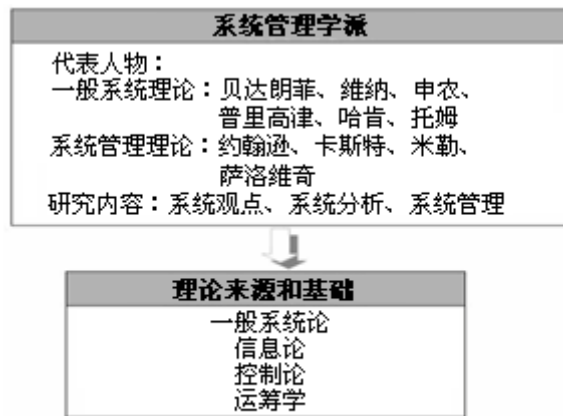 系统管理学派
代表人物：
一般系统理论：贝达朗菲、维纳、申农、
普里高津、哈肯、托姆
系统管理理论：约翰逊、卡斯特、米勒、
萨洛维奇
研究内容：系统观点、系统分析、系统管理
理论来源和基础
一般系统论
信息论
控制论
运筹学